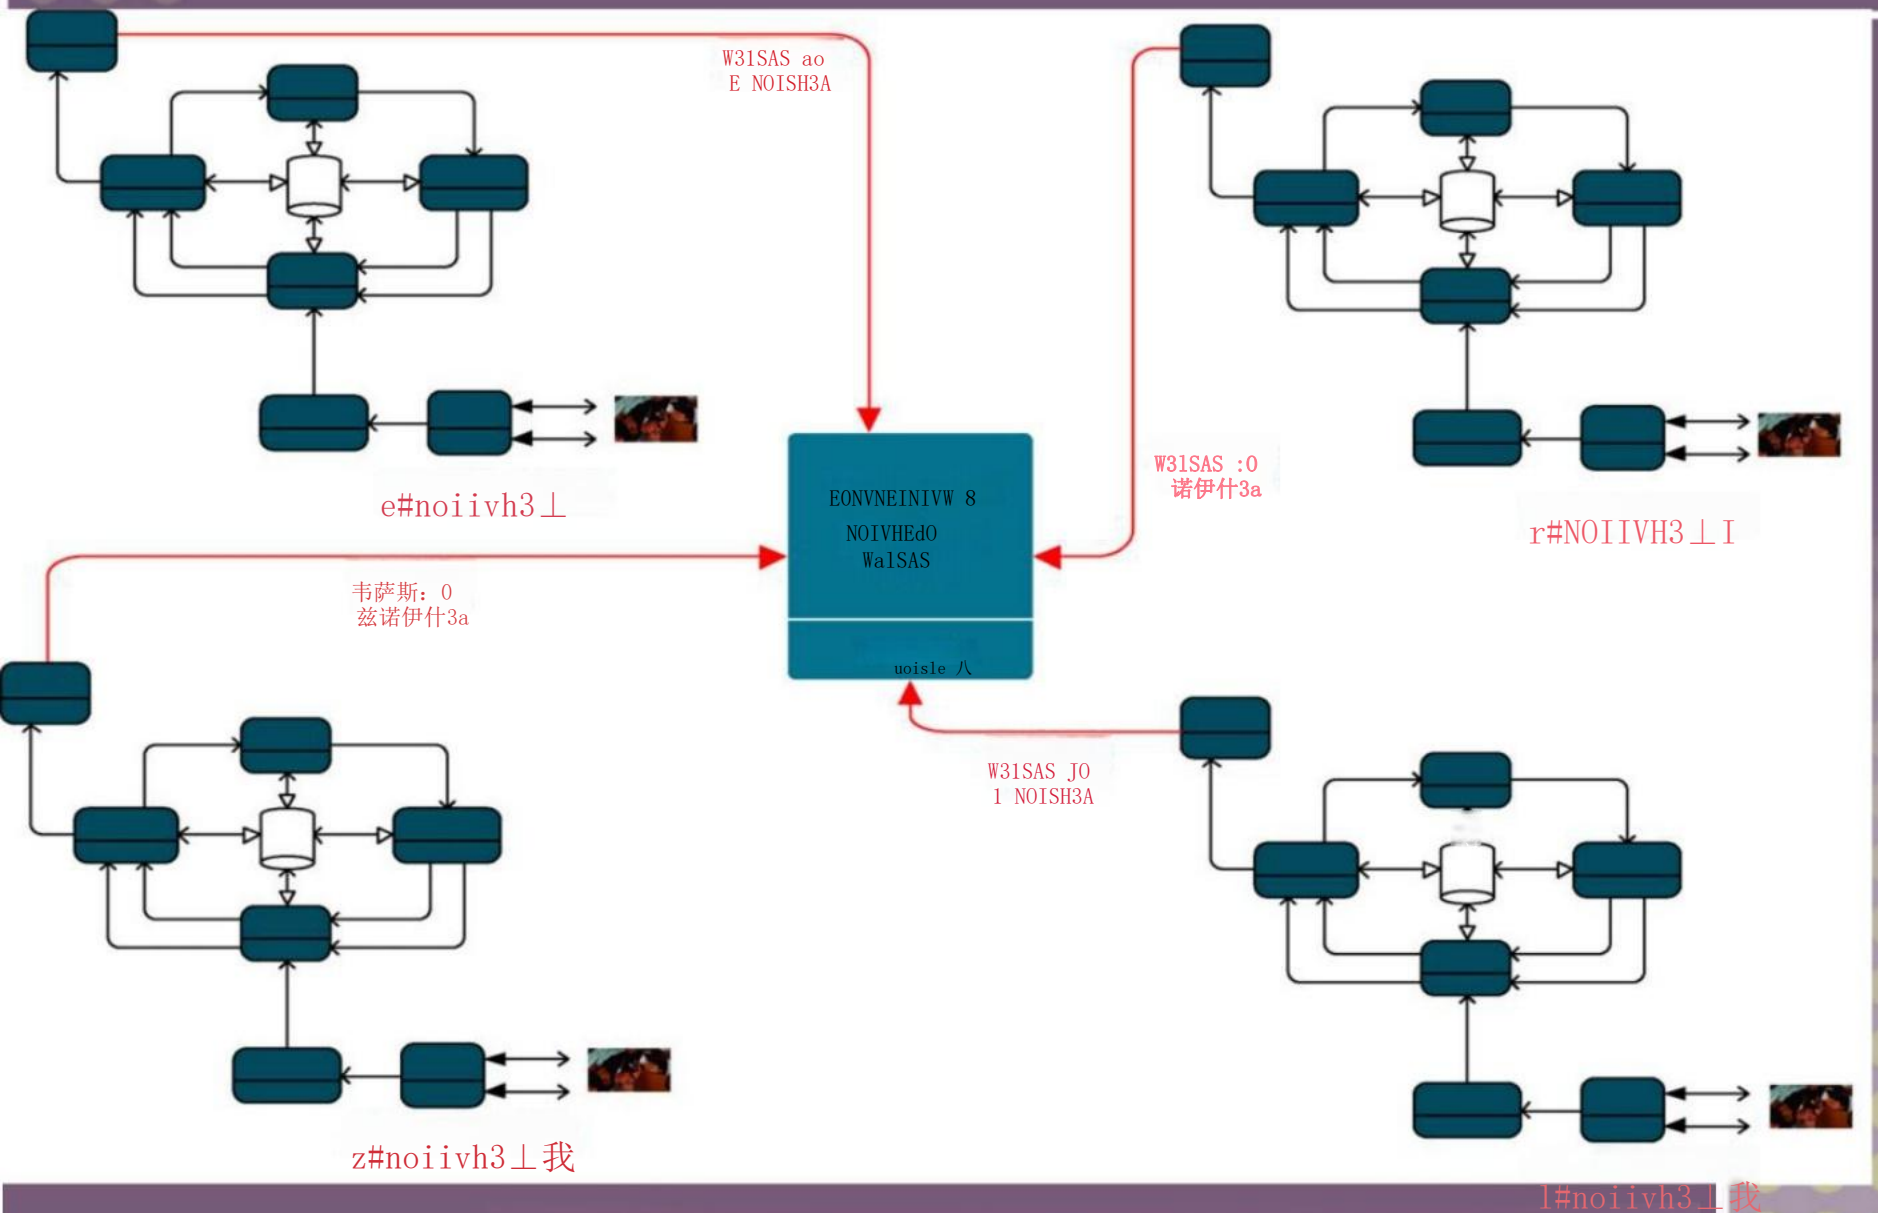 W31SAS ao
E NOISH3A
W31SAS :0
诺伊什3a
e#noiivh3⊥
r#NOIIVH3⊥I
EONVNEINIVW 8
NOIVHEdO
WalSAS
uoisle 八
韦萨斯: 0
兹诺伊什3a
W31SAS JO
1 NOISH3A
z#noiivh3⊥我
l#noiivh3⊥我